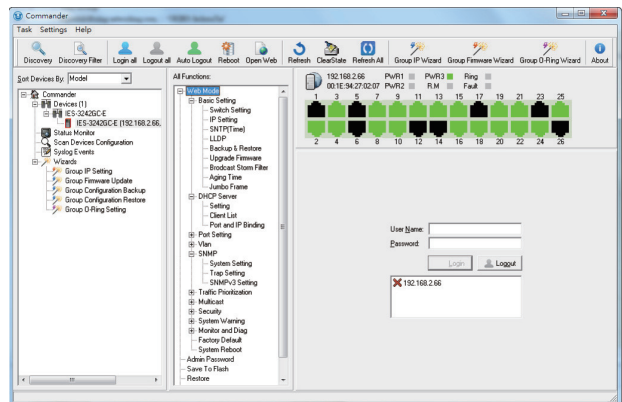 Commander
Task Settings Help
Discovery Discovery Filter Login all Logout all Auto Logout Reboot Open Web Refresh ClearState Refresh All Group IP Wizard Group Firmware Wizard Group O-Ring Wizard About
Sort Devices By: Model
Commander
Devices (1)
IES-3242GC-E
IES-3242GC-E [192.168.2.66,
Status Monitor
Scan Devices Configuration
Syslog Events
Wizards
Group IP Setting
Group Firmware Update
Group Configuration Backup
Group Configuration Restore
Group O-Ring Setting
All Functions:
Web Mode
Basic Setting
Switch Setting
IP Setting
SNTP(Time)
LLDP
Backup & Restore
Upgrade Firmware
Brodcast Storm Filter
Aging Time
Jumbo Frame
DHCP Server
Setting
Client List
Port and IP Binding
Port Setting
Vlan
SNMP
System Setting
Trap Setting
SNMPv3 Setting
Traffic Prioritization
Multicast
Security
System Warning
Monitor and Diag
Factory Default
System Reboot
Admin Password
Save To Flash
Restore
192.168.2.66 PWR1 PWR3 Ring
00:1E:94:27:02:07 PWR2 R.M Fault
1 3 5 7 9 11 13 15 17 19 21 23 25
2 4 6 8 10 12 14 16 18 20 22 24 26
User Name:
Password:
Login Logout
192.168.2.66